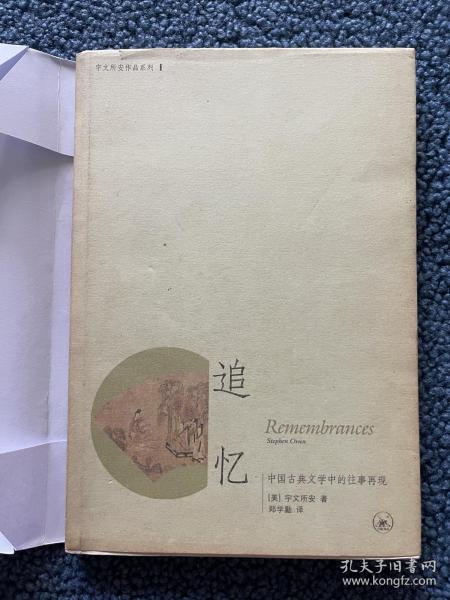 宇文所安作品系列 1
追
忆
Remembrances
Stephen Owen
中国古典文学中的往事再现
[美] 宇文所安 著
郑学勤 译
孔夫子旧书网
www.kongfz.com